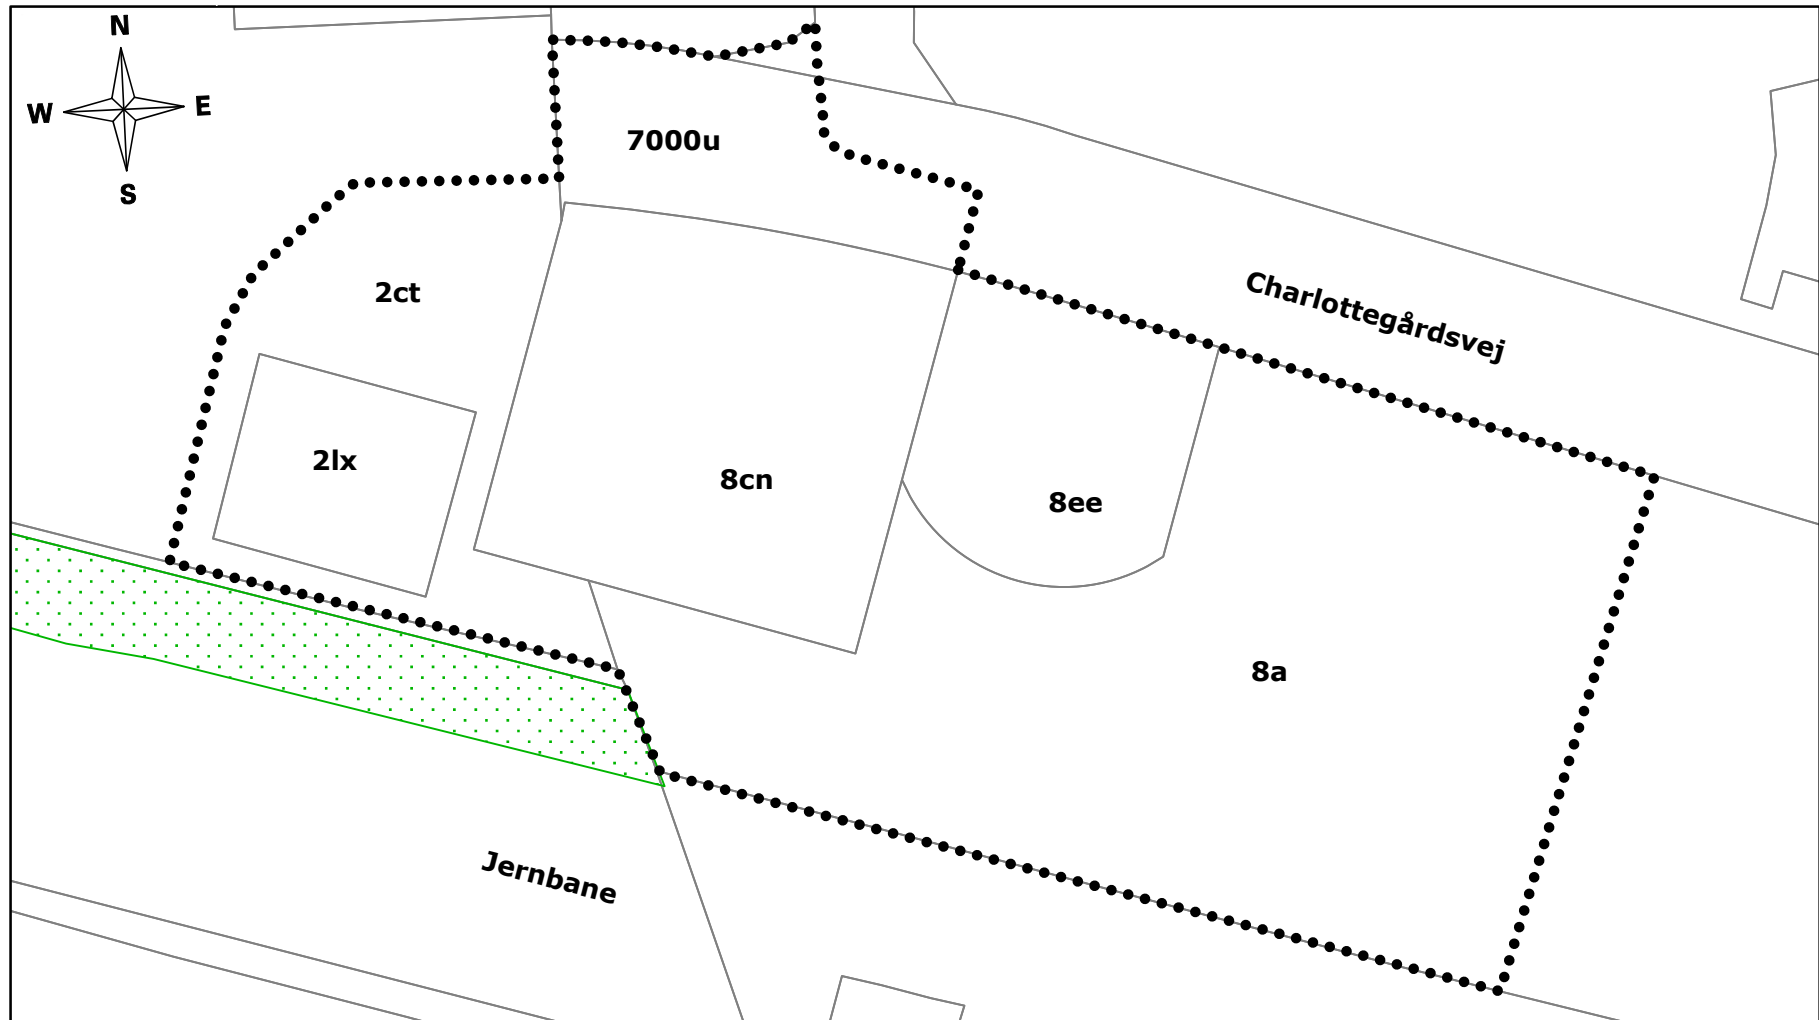 N
W
E
S
7000u
2ct
Charlottegårdsvej
2lx
8cn
8ee
8a
Jernbane